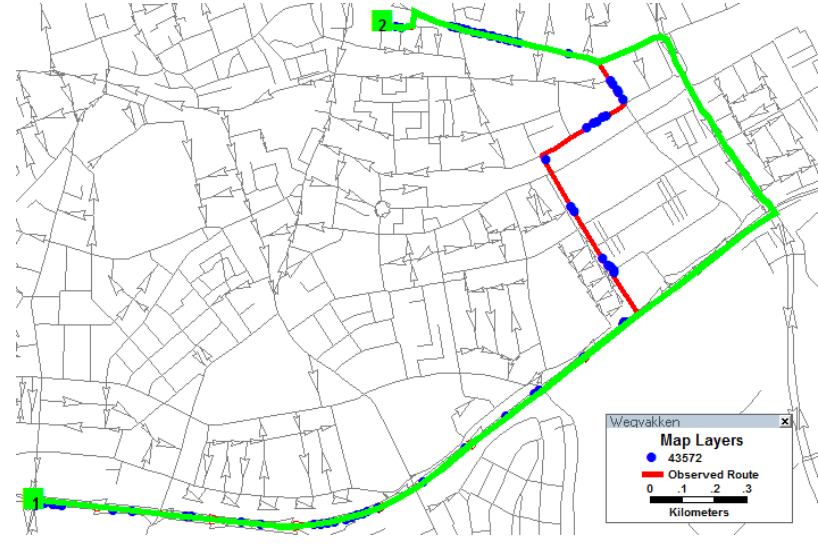 2
1
Wegvakken x
Map Layers
43572
Observed Route
0 .1 .2 .3
Kilometers